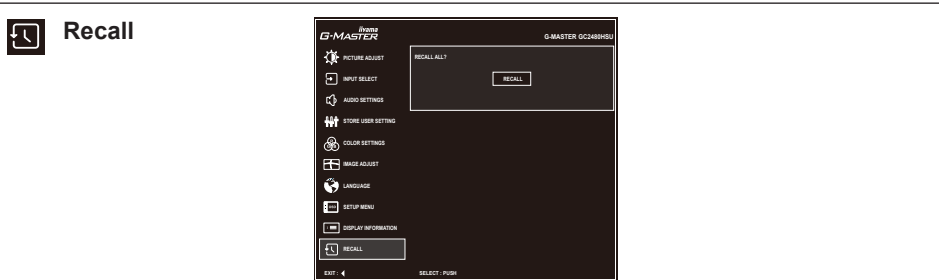 Recall
iiyama
G-MASTER
G-MASTER GC2480HSU
PICTURE ADJUST
RECALL ALL?
INPUT SELECT
RECALL
AUDIO SETTINGS
STORE USER SETTING
COLOR SETTINGS
IMAGE ADJUST
LANGUAGE
SETUP MENU
DISPLAY INFORMATION
RECALL
EXIT :
SELECT : PUSH